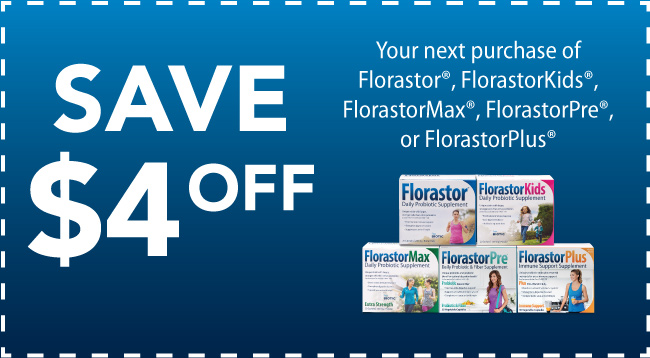 SAVE
$4 OFF
Your next purchase of
Florastor®, FlorastorKids®,
FlorastorMax®, FlorastorPre®,
or FlorastorPlus®
Florastor
Daily Probiotic Supplement
FlorastorKids
Daily Probiotic Supplement
FlorastorMax
Daily Probiotic Supplement
Extra Strength
FlorastorPre
Daily Probiotic & Fiber Supplement
FlorastorPlus
Immune Support Supplement